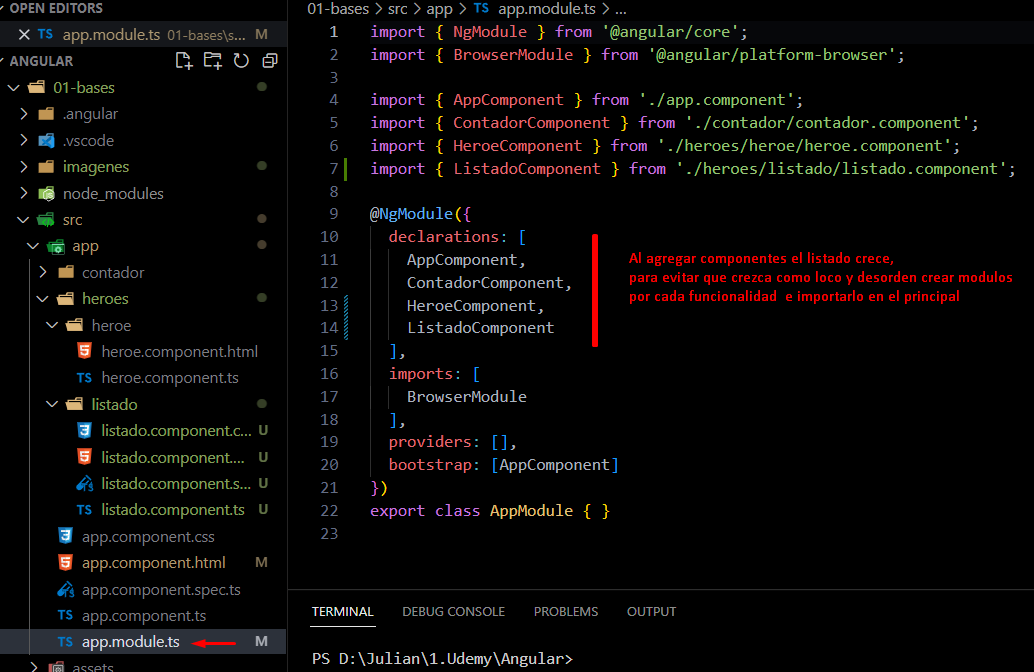 OPEN EDITORS
TS app.module.ts 01-bases\s... M
ANGULAR
01-bases
.angular
.vscode
imagenes
node_modules
src
app
contador
heroes
heroe
heroe.component.html
TS heroe.component.ts
listado
listado.component.c... U
listado.component.... U
listado.component.s... U
TS listado.component.ts U
app.component.css
app.component.html M
app.component.spec.ts
TS app.component.ts
TS app.module.ts M
assets
01-bases > src > app > TS app.module.ts > ...
1 import { NgModule } from '@angular/core';
2 import { BrowserModule } from '@angular/platform-browser';
3
4 import { AppComponent } from './app.component';
5 import { ContadorComponent } from './contador/contador.component';
6 import { HeroeComponent } from './heroes/heroe/heroe.component';
7 import { ListadoComponent } from './heroes/listado/listado.component';
8
9 @NgModule({
10 declarations: [
11 AppComponent,
12 ContadorComponent,
13 HeroeComponent,
14 ListadoComponent
15 ],
16 imports: [
17 BrowserModule
18 ],
19 providers: [],
20 bootstrap: [AppComponent]
21 })
22 export class AppModule { }
23
Al agregar componentes el listado crece,
para evitar que crezca como loco y desorden crear modulos
por cada funcionalidad e importarlo en el principal
TERMINAL DEBUG CONSOLE PROBLEMS OUTPUT
PS D:\Julian\1.Udemy\Angular>